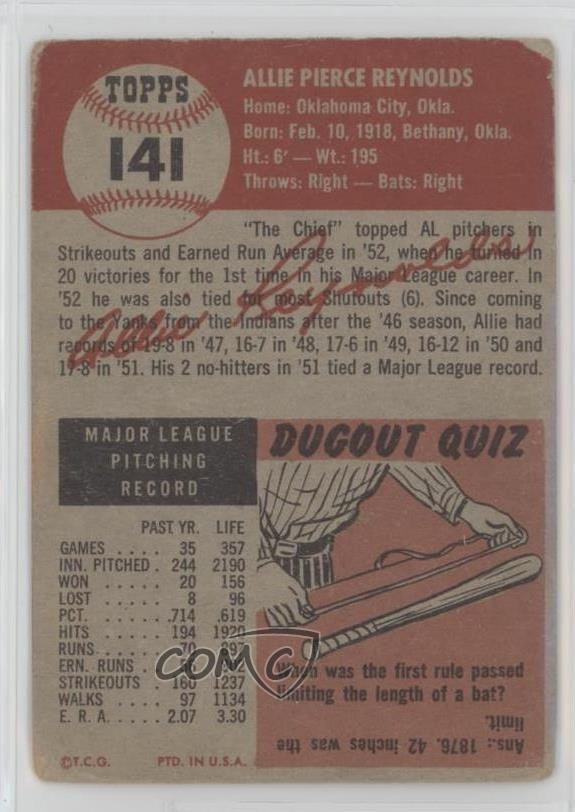 TOPPS
141
ALLIE PIERCE REYNOLDS
Home: Oklahoma City, Okla.
Born: Feb. 10, 1918, Bethany, Okla.
Ht.: 6' — Wt.: 195
Throws: Right — Bats: Right
"The Chief" topped AL pitchers in
Strikeouts and Earned Run Average in '52, when he turned in
20 victories for the 1st time in his Major League career. In
'52 he was also tied for most Shutouts (6). Since coming
to the Yanks from the Indians after the '46 season, Allie had
records of 19-8 in '47, 16-7 in '48, 17-6 in '49, 16-12 in '50 and
17-8 in '51. His 2 no-hitters in '51 tied a Major League record.
Allie Reynolds
MAJOR LEAGUE
PITCHING
RECORD
PAST YR. LIFE
GAMES .... 35 357
INN. PITCHED . 244 2190
WON ..... 20 156
LOST ..... 8 96
PCT. ..... .714 .619
HITS ..... 194 1920
RUNS ..... 70 897
ERN. RUNS
STRIKEOUTS .. 160 1237
WALKS .... 97 1134
E. R. A. .... 2.07 3.30
©T.C.G. PTD. IN U.S.A.
DUGOUT QUIZ
When was the first rule passed
limiting the length of a bat?
Ans.: 1876. 42 inches was the
limit.
COMC